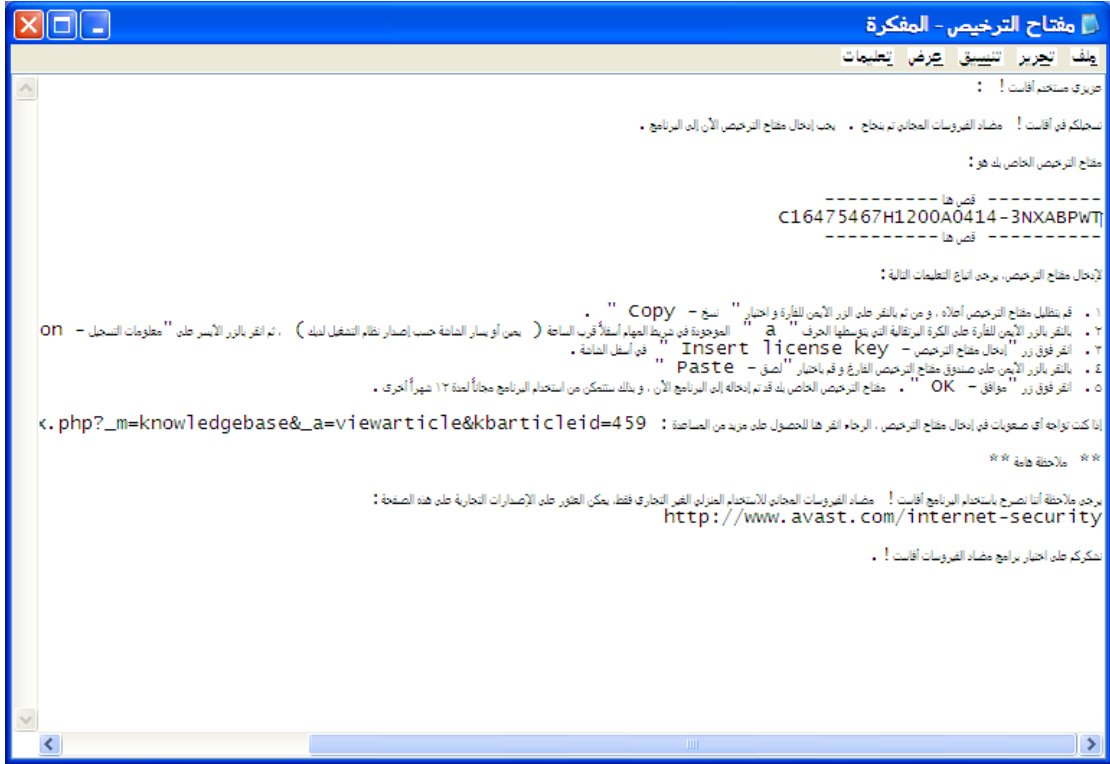 مفتاح الترخيص - المفكرة
ملف تحرير تنسيق عرض تعليمات
عزيزي مستخدم أفاست ! :
تسجيلكم في أفاست ! مضاد الفيروسات المجاني تم بنجاح . يجب إدخال مفتاح الترخيص الآن إلى البرنامج .
مفتاح الترخيص الخاص بك هو :
---------- قص هنا ----------
C16475467H1200A0414-3NXABPWT
---------- قص هنا ----------
لإدخال مفتاح الترخيص، يرجى اتباع التعليمات التالية :
١ . قم بتظليل مفتاح الترخيص أعلاه ، و من ثم بالنقر على الزر الأيمن للفأرة و اختيار " نسخ - Copy " .
٢ . بالنقر بالزر الأيمن للفأرة على الكرة البرتقالية التي يتوسطها الحرف " a " الموجودة في شريط المهام أسفلاً قرب الساعة ( يمين أو يسار الشاشة حسب إصدار نظام التشغيل لديك ) ، ثم انقر بالزر الأيسر على "معلومات التسجيل - on
٣ . انقر فوق زر "إدخال مفتاح الترخيص - Insert license key " في أسفل الشاشة .
٤ . بالنقر بالزر الأيمن على صندوق مفتاح الترخيص الفارغ و قم باختيار "لصق - Paste "
٥ . انقر فوق زر "موافق - OK " . مفتاح الترخيص الخاص بك قد تم إدخاله إلى البرنامج الآن ، و بذلك ستتمكن من استخدام البرنامج مجاناً لمدة ١٢ شهراً أخرى .
إذا كنت تواجه أي صعوبات في إدخال مفتاح الترخيص ، الرجاء انقر هنا للحصول على مزيد من المساعدة : x.php?_m=knowledgebase&_a=viewarticle&kbarticleid=459
** ملاحظة هامة **
يرجى ملاحظة أننا نصرح باستخدام البرنامج أفاست ! مضاد الفيروسات المجاني للاستخدام المنزلي الغير التجاري فقط، يمكن العثور على الإصدارات التجارية على هذه الصفحة :
http://www.avast.com/internet-security
نشكركم على اختيار برامج مضاد الفيروسات أفاست ! .